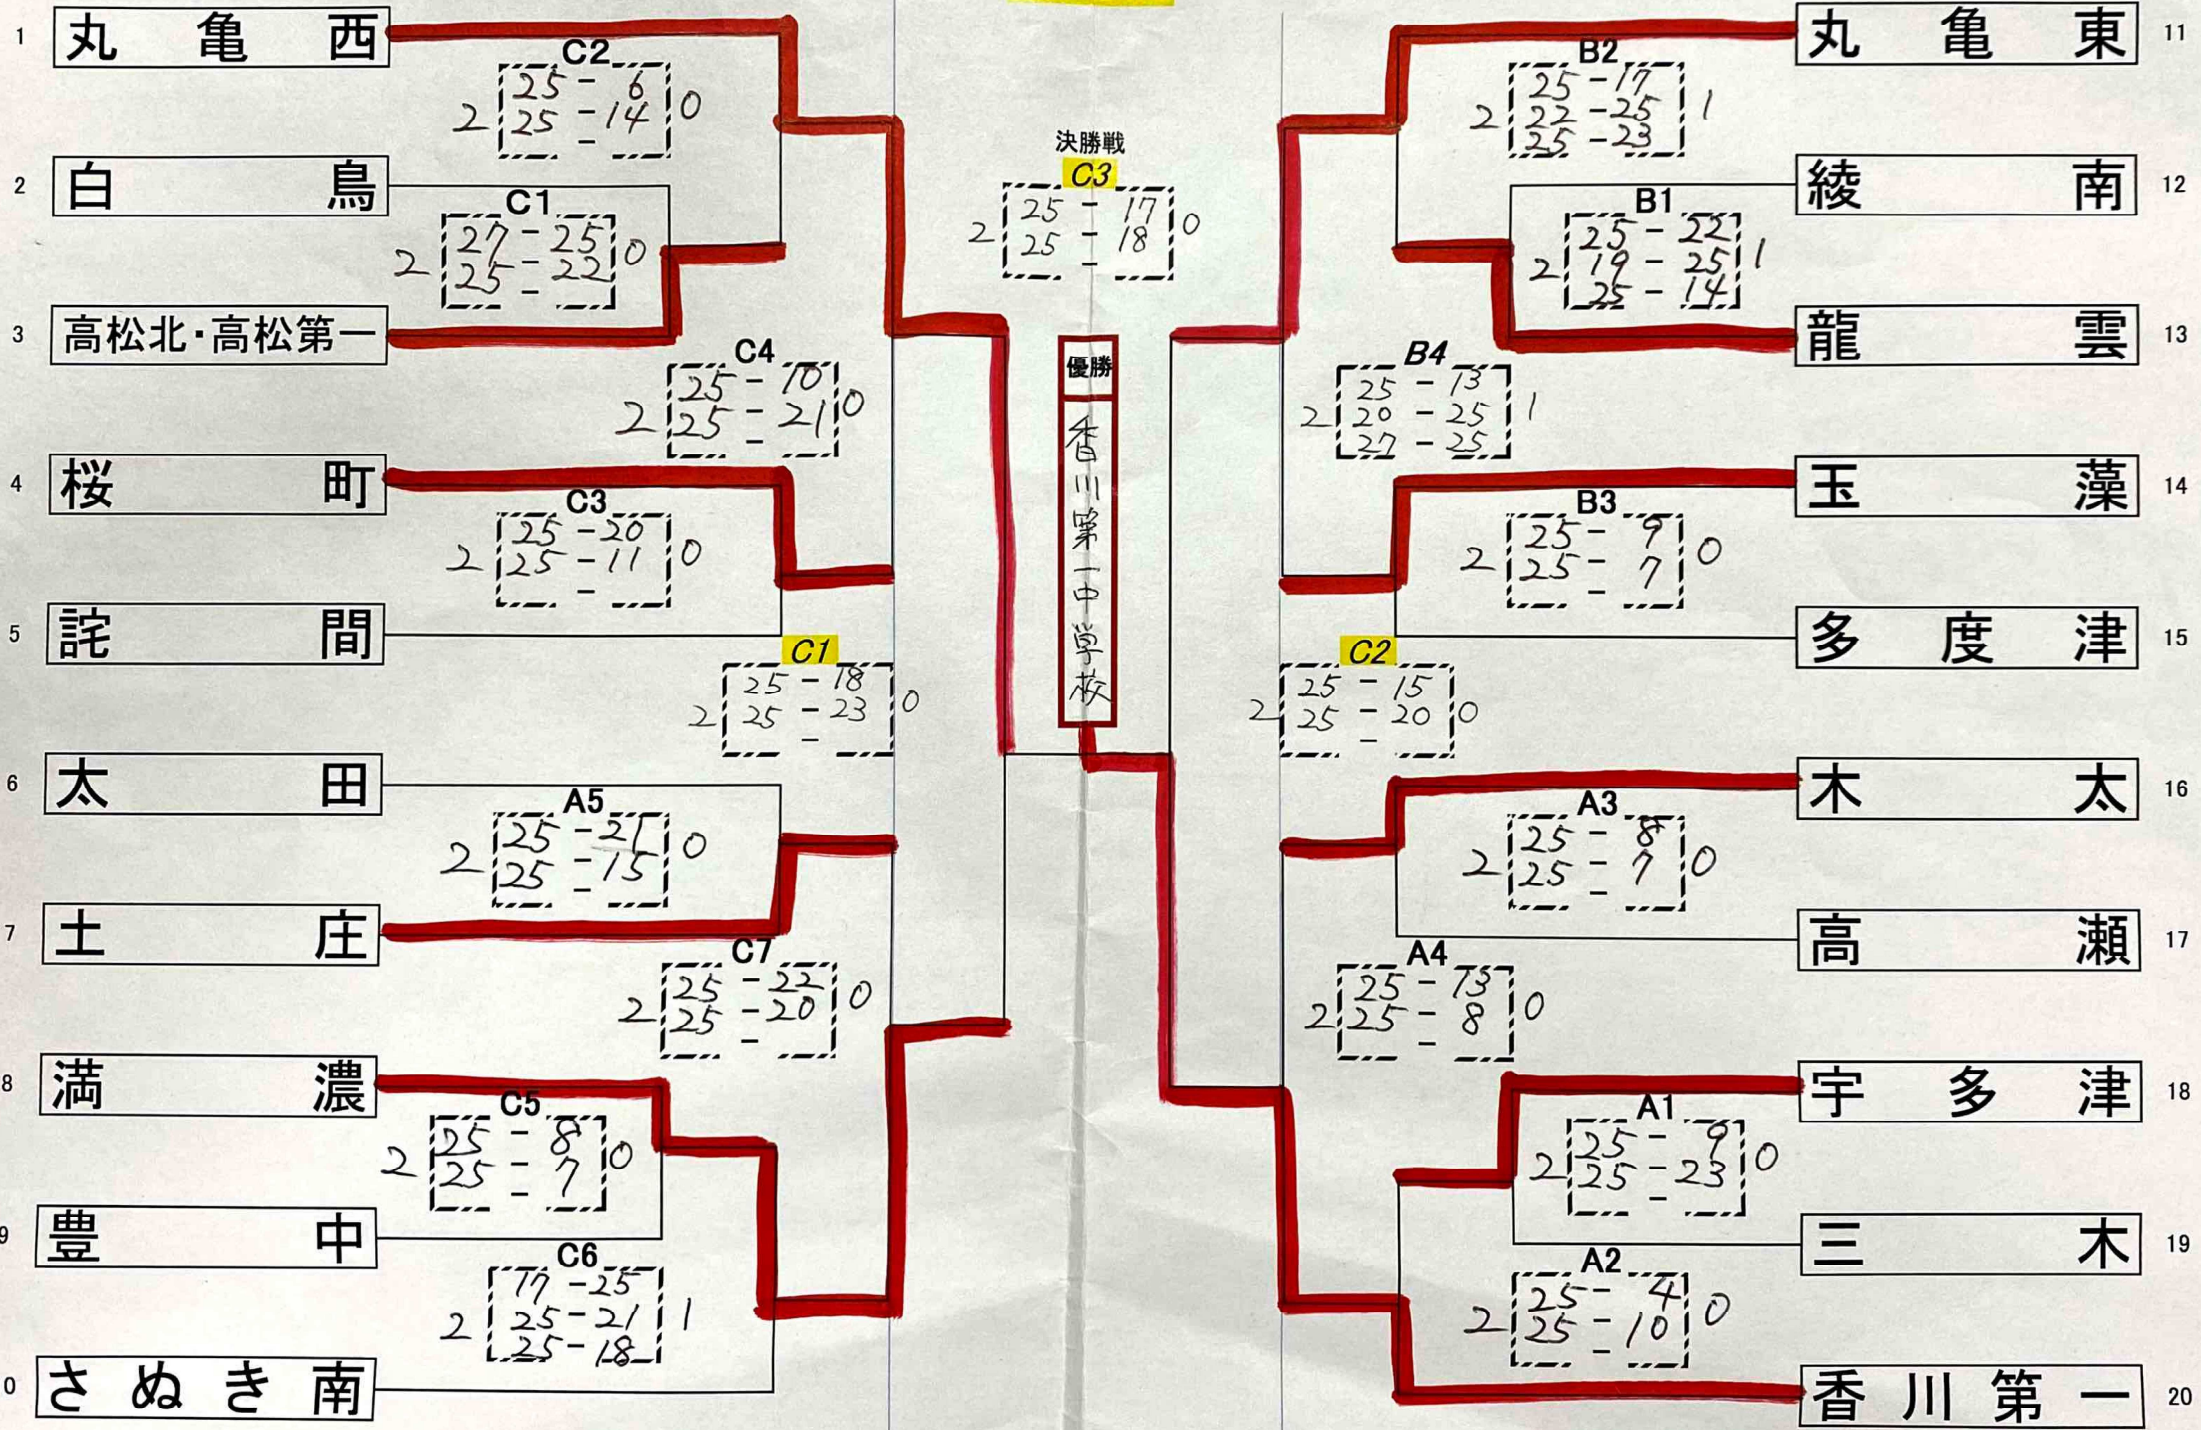 1 丸亀西
C2
25 - 6
2 25 - 14 0
-
2 白鳥
C1
27 - 25
2 25 - 22 0
-
3 高松北・高松第一
C4
25 - 10
2 25 - 21 0
-
4 桜町
C3
25 - 20
2 25 - 11 0
-
5 詫間
C1
25 - 18
2 25 - 23 0
-
6 太田
A5
25 - 21
2 25 - 15 0
-
7 土庄
C7
25 - 22
2 25 - 20 0
-
8 満濃
C5
25 - 8
2 25 - 7 0
-
9 豊中
C6
17 - 25
2 25 - 21 1
25 - 18
0 さぬき南
決勝戦
C3
25 - 17
2 25 - 18 0
-
優勝
香川第一中学校
丸亀東 11
B2
25 - 17
2 22 - 25 1
25 - 23
綾南 12
B1
25 - 22
2 19 - 25 1
25 - 14
龍雲 13
B4
25 - 13
2 20 - 25 1
27 - 25
玉藻 14
B3
25 - 9
2 25 - 7 0
-
多度津 15
C2
25 - 15
2 25 - 20 0
-
木太 16
A3
25 - 8
2 25 - 7 0
-
高瀬 17
A4
25 - 13
2 25 - 8 0
-
宇多津 18
A1
25 - 9
2 25 - 23 0
-
三木 19
A2
25 - 4
2 25 - 10 0
-
香川第一 20